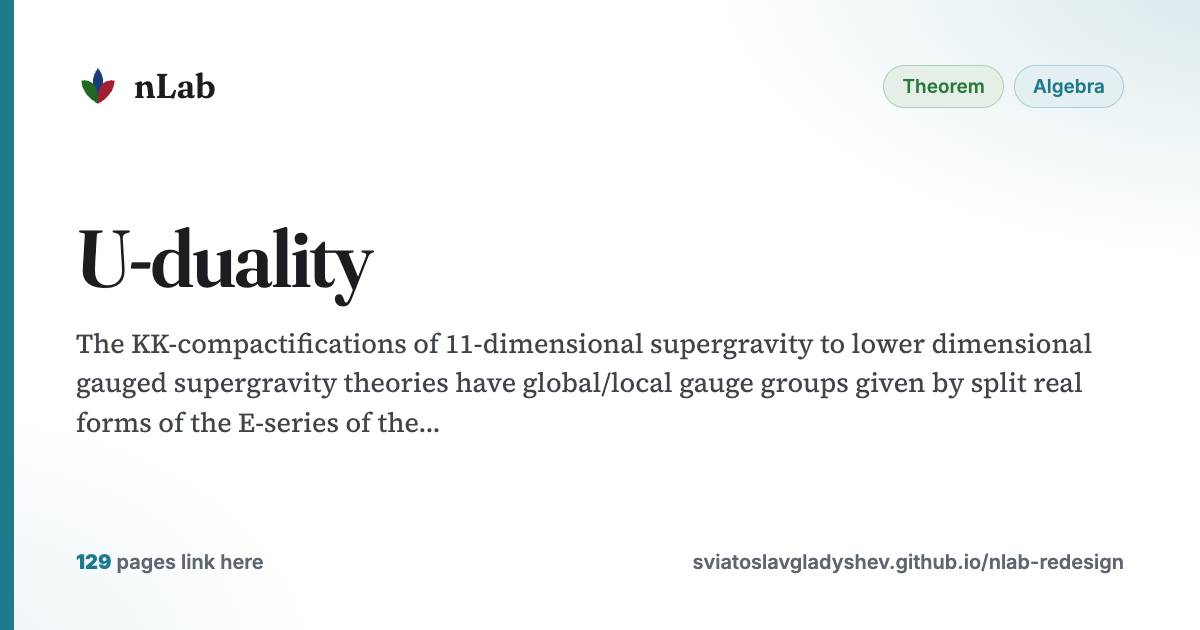 nLab
Theorem
Algebra
U-duality
The KK-compactifications of 11-dimensional supergravity to lower dimensional
gauged supergravity theories have global/local gauge groups given by split real
forms of the E-series of the...
129 pages link here
sviatoslavgladyshev.github.io/nlab-redesign